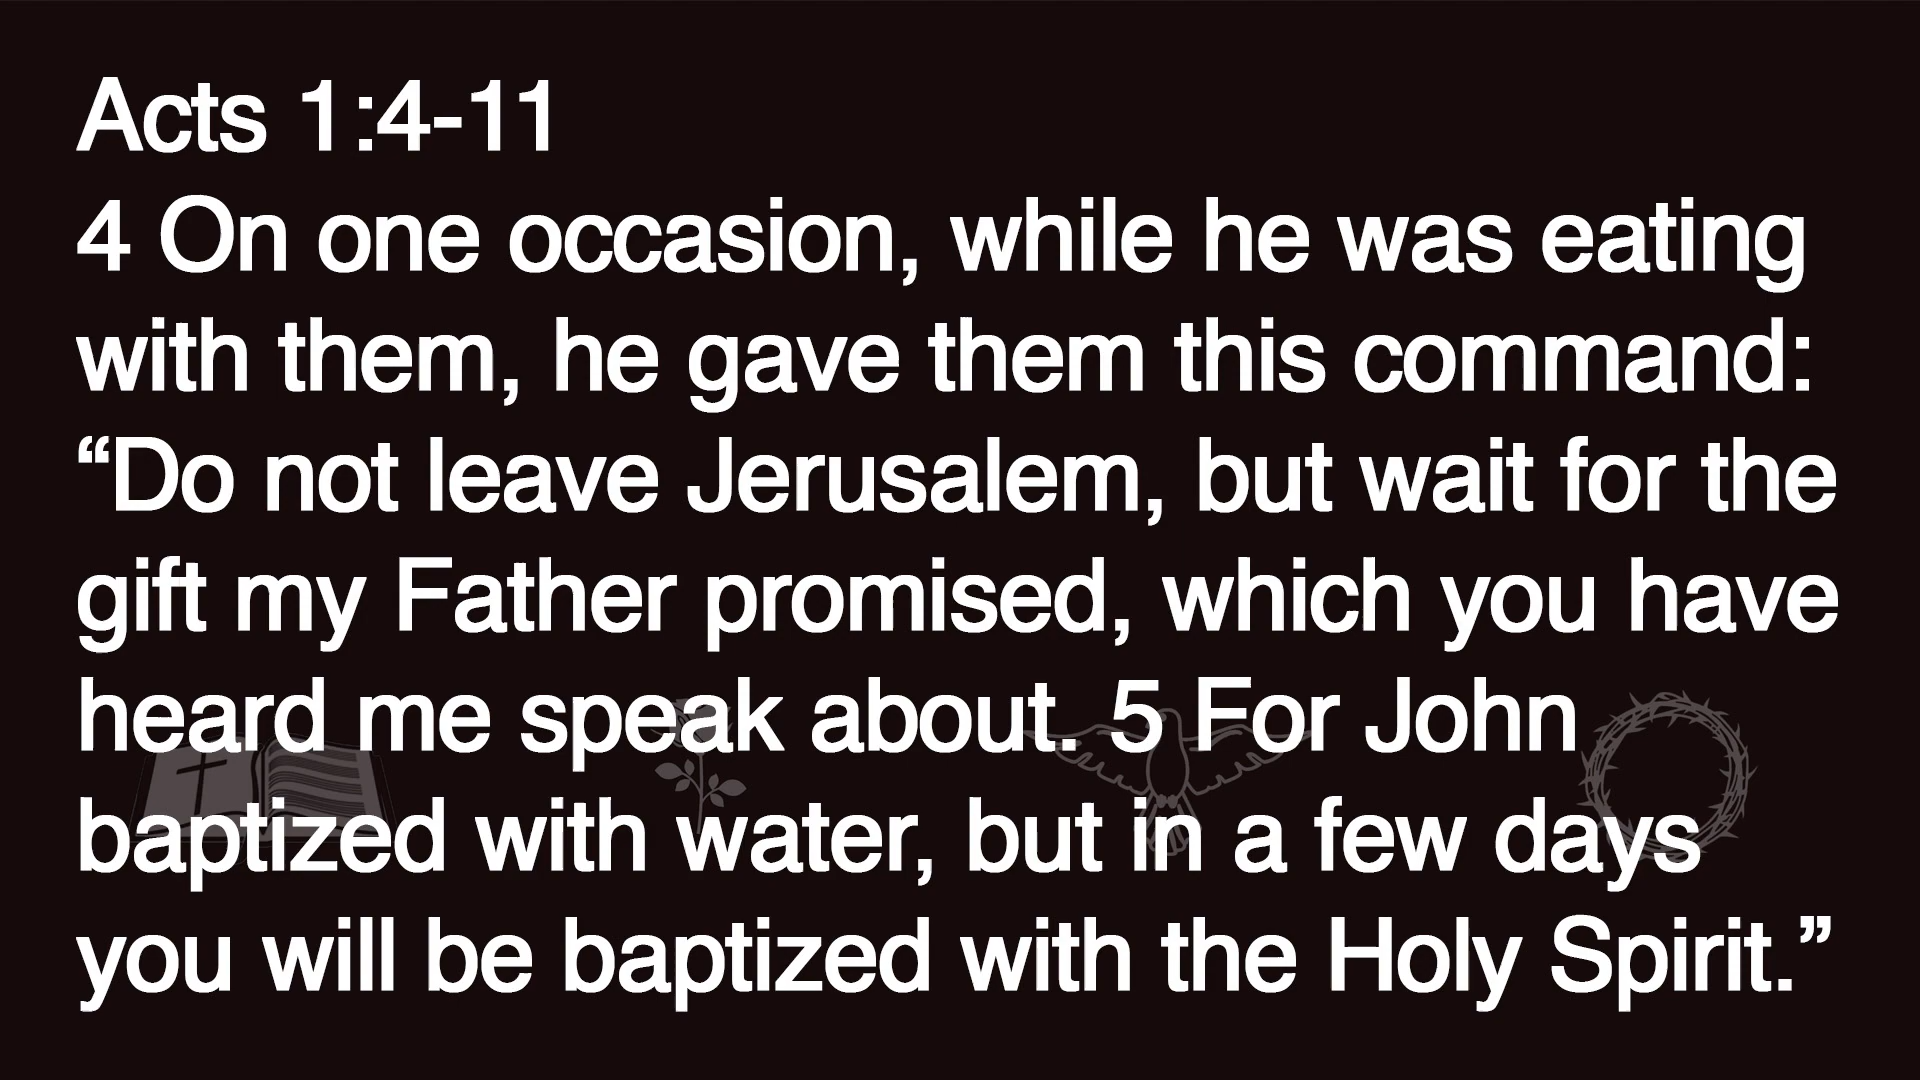 Acts 1:4-11
4 On one occasion, while he was eating
with them, he gave them this command:
“Do not leave Jerusalem, but wait for the
gift my Father promised, which you have
heard me speak about. 5 For John
baptized with water, but in a few days
you will be baptized with the Holy Spirit.”